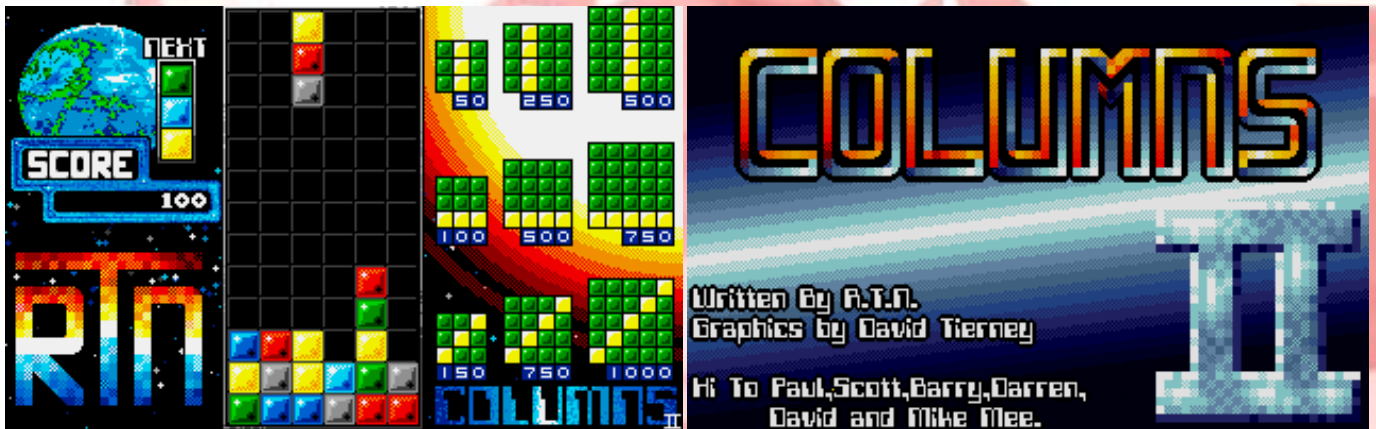 NEXT
SCORE
100
RTN
50 250 500
100 500 750
150 750 1000
COLUMNS
II
COLUMNS
II
Written By R.T.N.
Graphics by David Tierney
Hi To Paul,Scott,Barry,Darren,
David and Mike Mee.